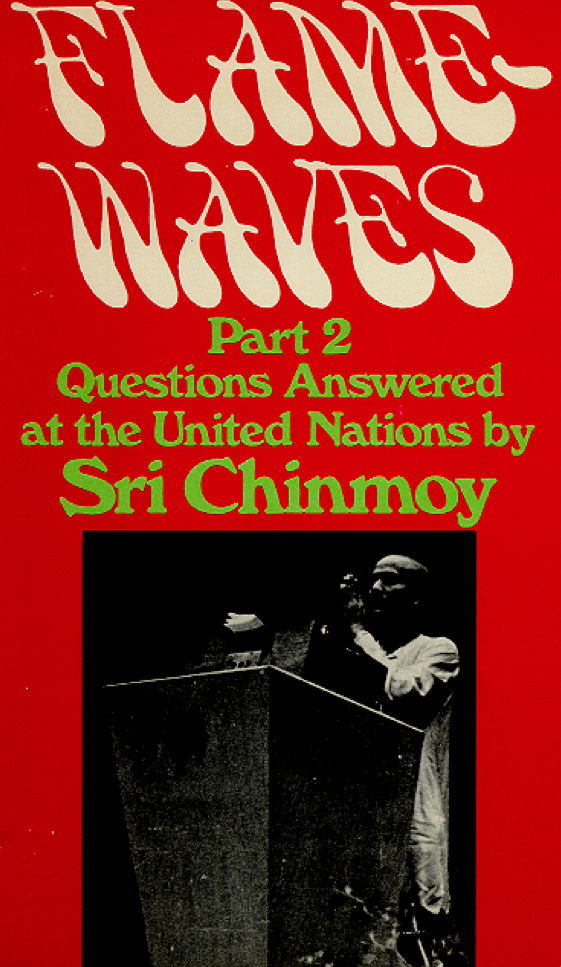 FLAME-
WAVES
Part 2
Questions Answered
at the United Nations by
Sri Chinmoy